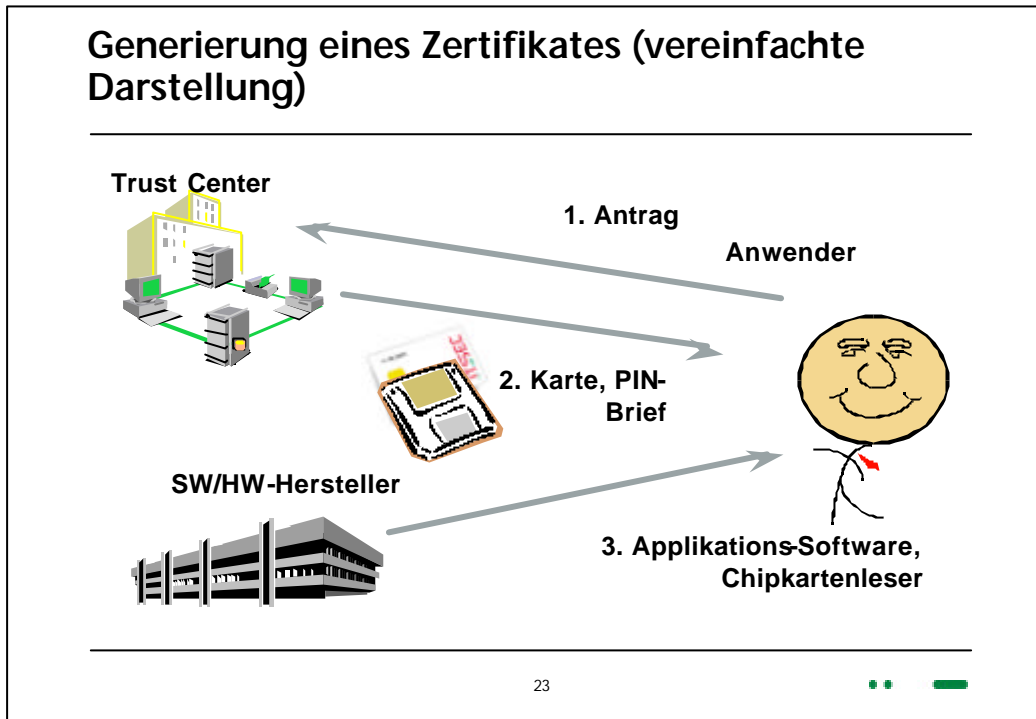 Generierung eines Zertifikates (vereinfachte
Darstellung)
Trust Center
1. Antrag
Anwender
2. Karte, PIN-
Brief
SW/HW-Hersteller
3. Applikations-Software,
Chipkartenleser
23